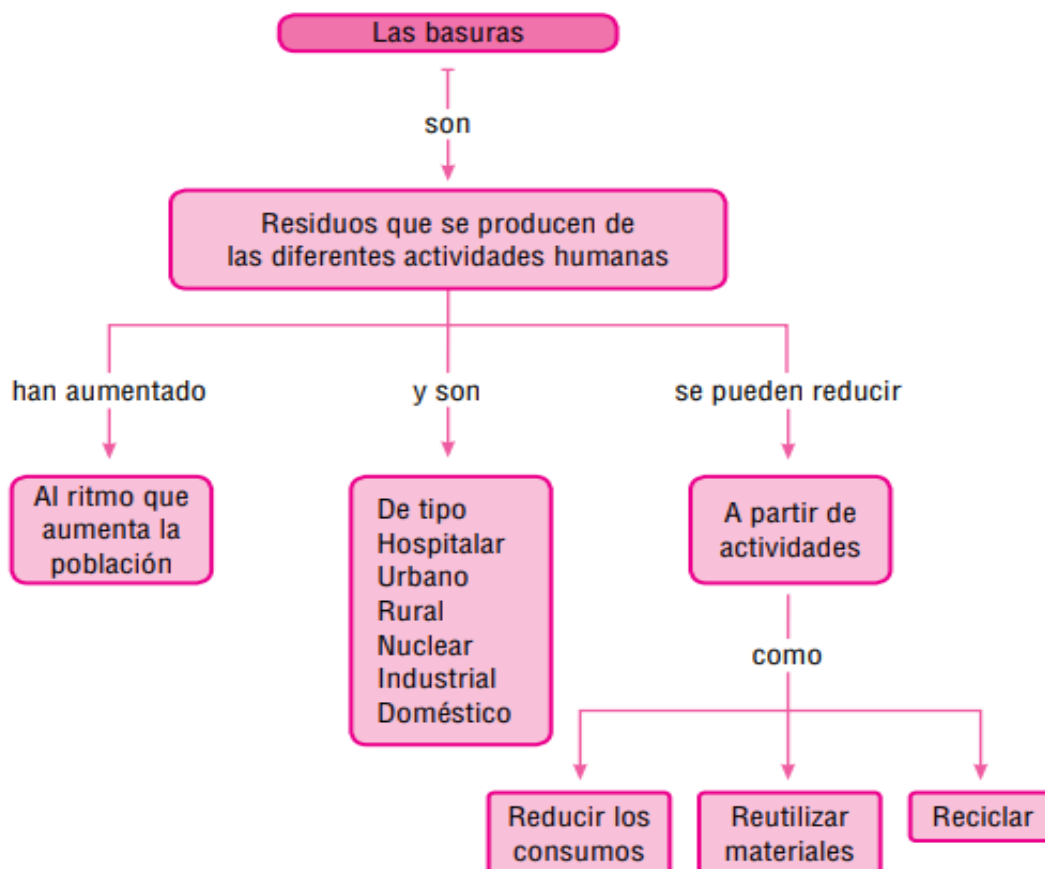 Las basuras
son
Residuos que se producen de
las diferentes actividades humanas
han aumentado
y son
se pueden reducir
Al ritmo que
aumenta la
población
De tipo
Hospitalar
Urbano
Rural
Nuclear
Industrial
Doméstico
A partir de
actividades
como
Reducir los
consumos
Reutilizar
materiales
Reciclar